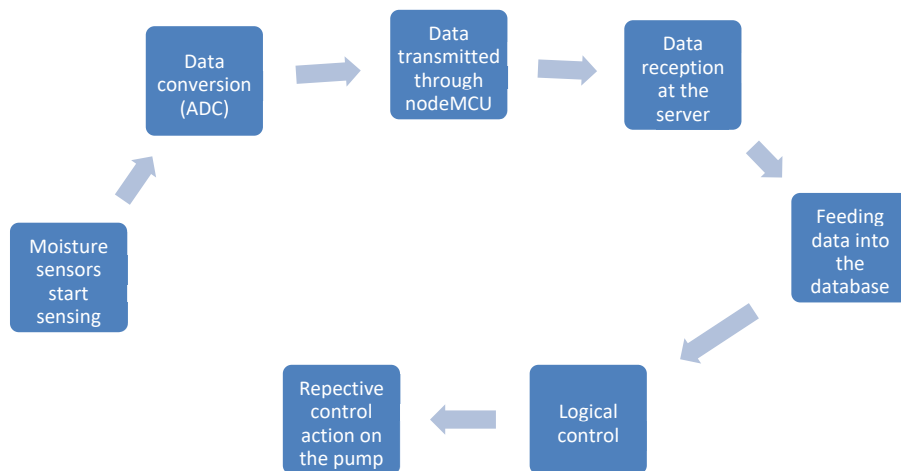 Moisture
sensors
start
sensing
Data
conversion
(ADC)
Data
transmitted
through
nodeMCU
Data
reception
at the
server
Feeding
data into
the
database
Logical
control
Repective
control
action on
the pump